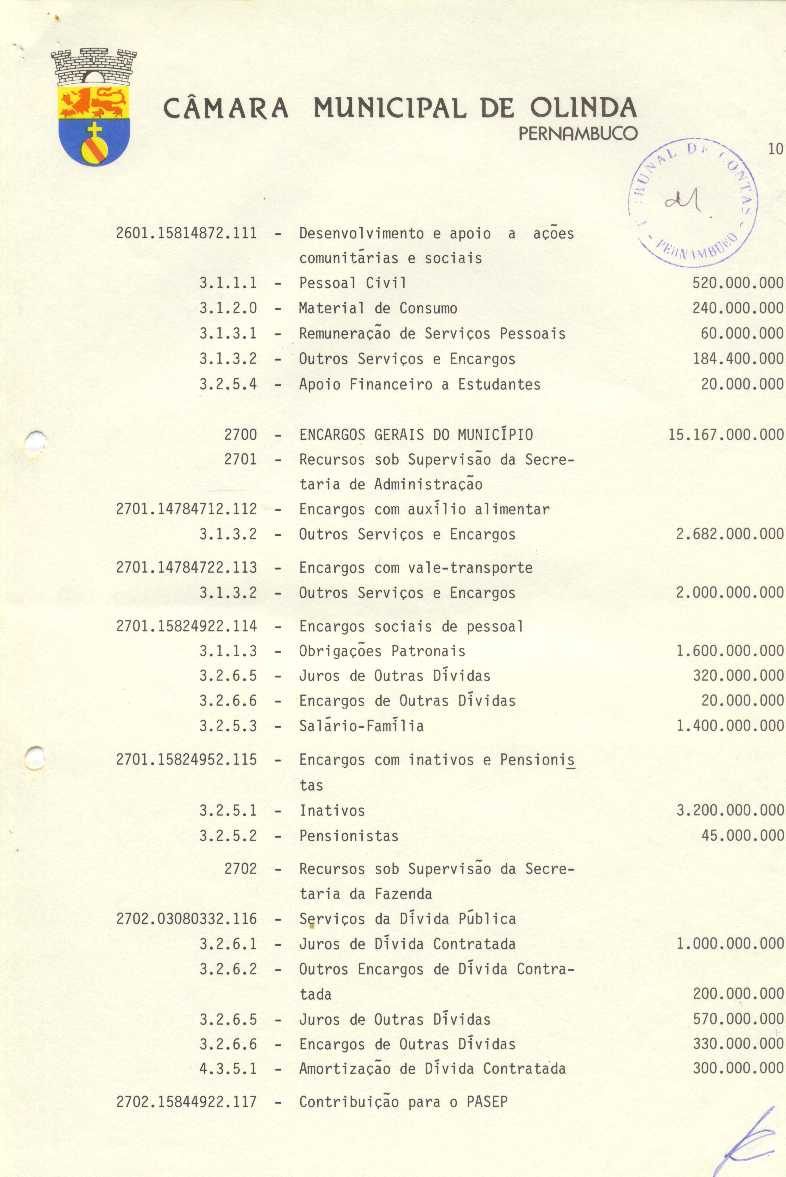 CÂMARA MUNICIPAL DE OLINDA
PERNAMBUCO
10
TRIBUNAL DE CONTAS - PERNAMBUCO -
2601.15814872.111 - Desenvolvimento e apoio a ações
comunitárias e sociais
3.1.1.1 - Pessoal Civil 520.000.000
3.1.2.0 - Material de Consumo 240.000.000
3.1.3.1 - Remuneração de Serviços Pessoais 60.000.000
3.1.3.2 - Outros Serviços e Encargos 184.400.000
3.2.5.4 - Apoio Financeiro a Estudantes 20.000.000
2700 - ENCARGOS GERAIS DO MUNICÍPIO 15.167.000.000
2701 - Recursos sob Supervisão da Secre-
taria de Administração
2701.14784712.112 - Encargos com auxílio alimentar
3.1.3.2 - Outros Serviços e Encargos 2.682.000.000
2701.14784722.113 - Encargos com vale-transporte
3.1.3.2 - Outros Serviços e Encargos 2.000.000.000
2701.15824922.114 - Encargos sociais de pessoal
3.1.1.3 - Obrigações Patronais 1.600.000.000
3.2.6.5 - Juros de Outras Dívidas 320.000.000
3.2.6.6 - Encargos de Outras Dívidas 20.000.000
3.2.5.3 - Salário-Família 1.400.000.000
2701.15824952.115 - Encargos com inativos e Pensionis
tas
3.2.5.1 - Inativos 3.200.000.000
3.2.5.2 - Pensionistas 45.000.000
2702 - Recursos sob Supervisão da Secre-
taria da Fazenda
2702.03080332.116 - Serviços da Dívida Pública
3.2.6.1 - Juros de Dívida Contratada 1.000.000.000
3.2.6.2 - Outros Encargos de Dívida Contra-
tada 200.000.000
3.2.6.5 - Juros de Outras Dívidas 570.000.000
3.2.6.6 - Encargos de Outras Dívidas 330.000.000
4.3.5.1 - Amortização de Dívida Contratada 300.000.000
2702.15844922.117 - Contribuição para o PASEP